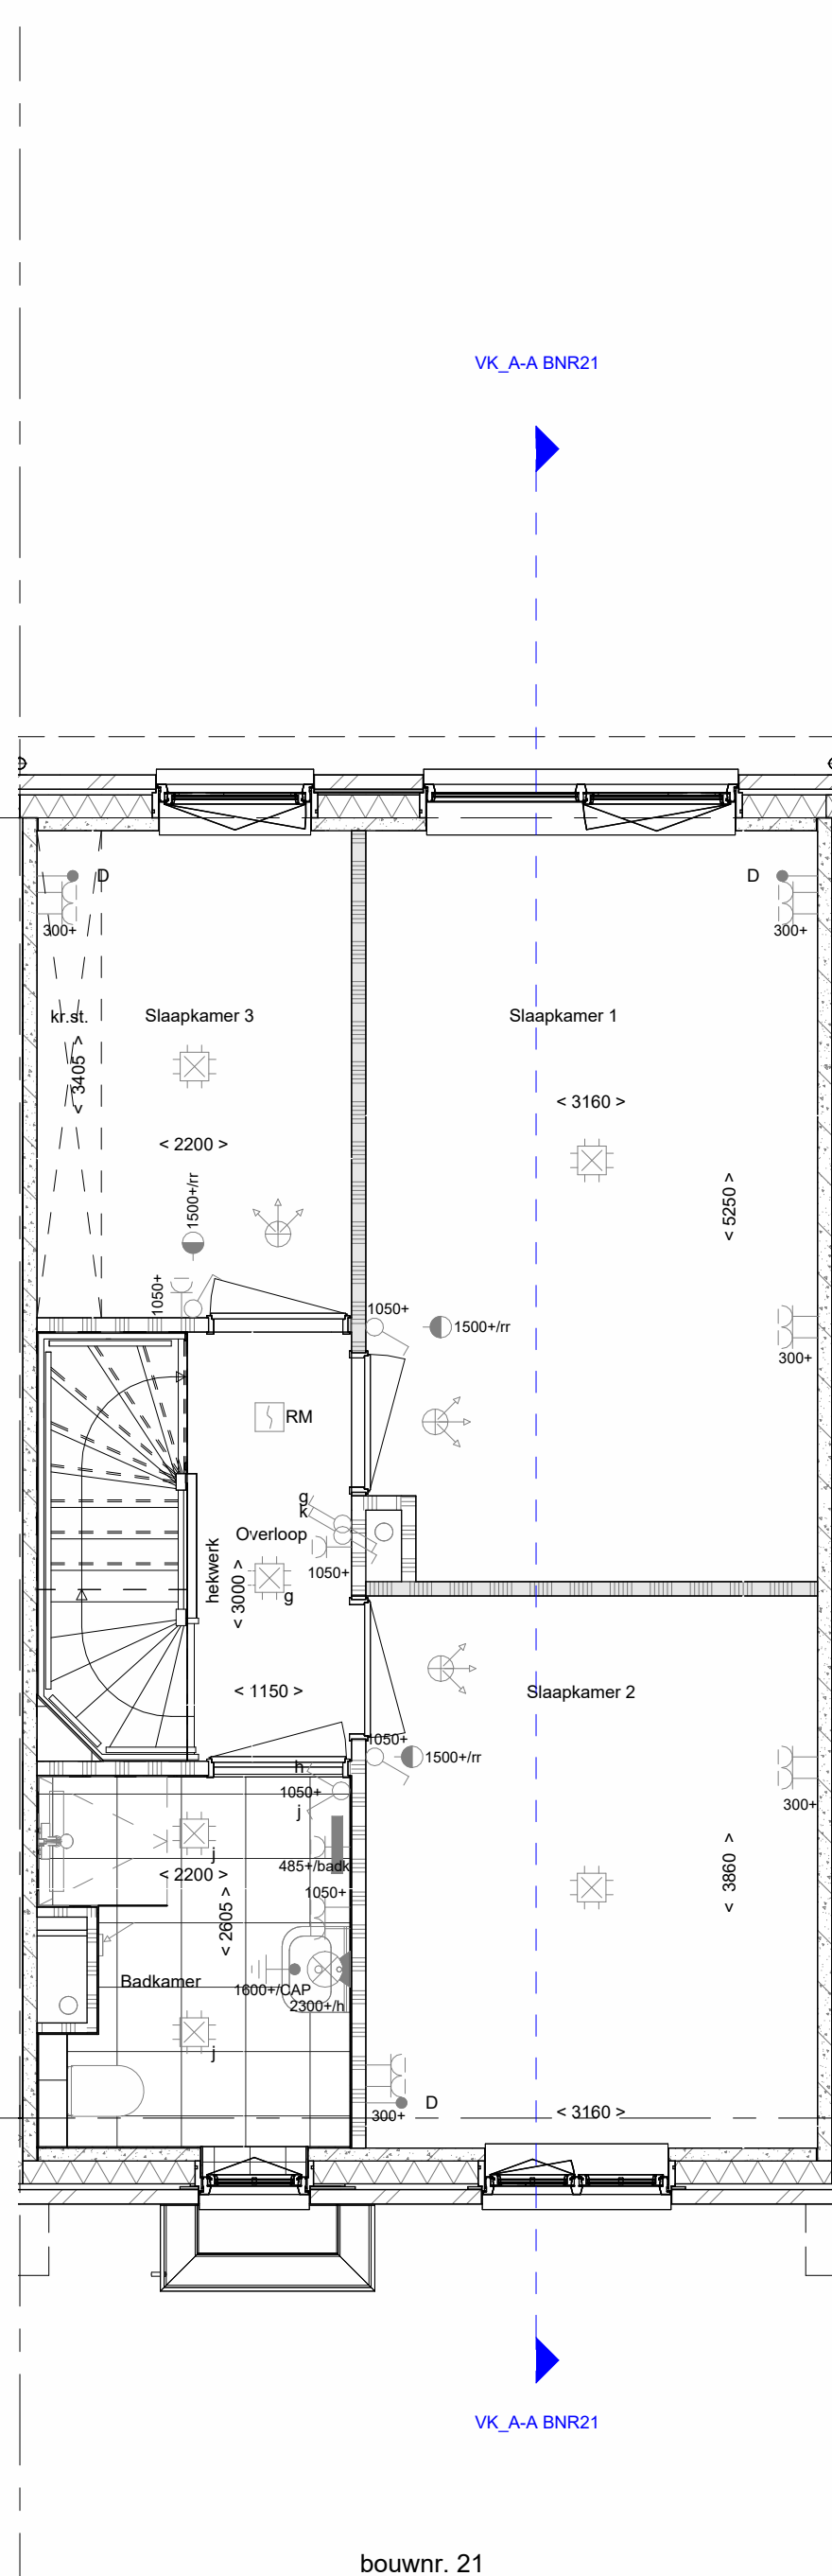 VK_A-A BNR21
D
D
300+
300+
kr.st.
Slaapkamer 3
Slaapkamer 1
< 3405 >
< 3160 >
< 2200 >
1500+/rr
< 5250 >
1050+
1050+
1500+/rr
300+
RM
g
k
Overloop
hekwerk
1050+
< 3000 >
g
< 1150 >
Slaapkamer 2
1050+
1500+/rr
h
1050+
300+
j
j
485+/badk
< 2200 >
< 3860 >
1050+
< 2605 >
Badkamer
1600+/CAP
2300+/h
j
D
300+
< 3160 >
VK_A-A BNR21
bouwnr. 21